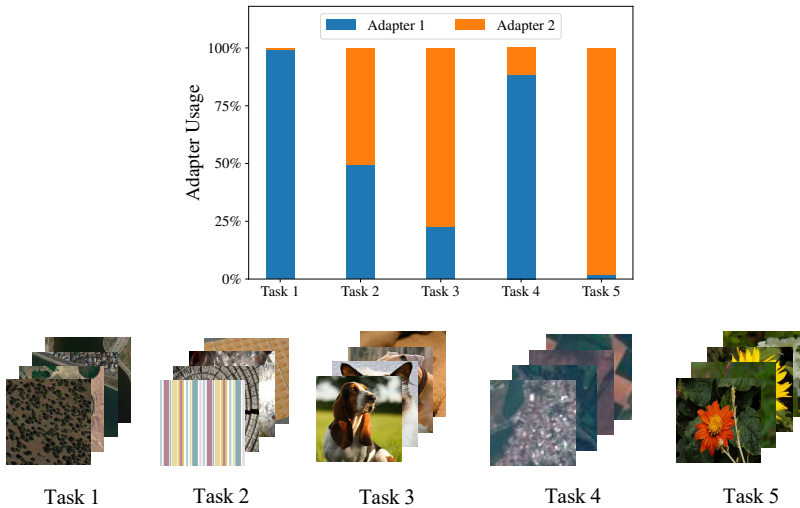 Adapter 1 Adapter 2
100%
75%
50%
25%
0%
Adapter Usage
Task 1 Task 2 Task 3 Task 4 Task 5
Task 1 Task 2 Task 3 Task 4 Task 5